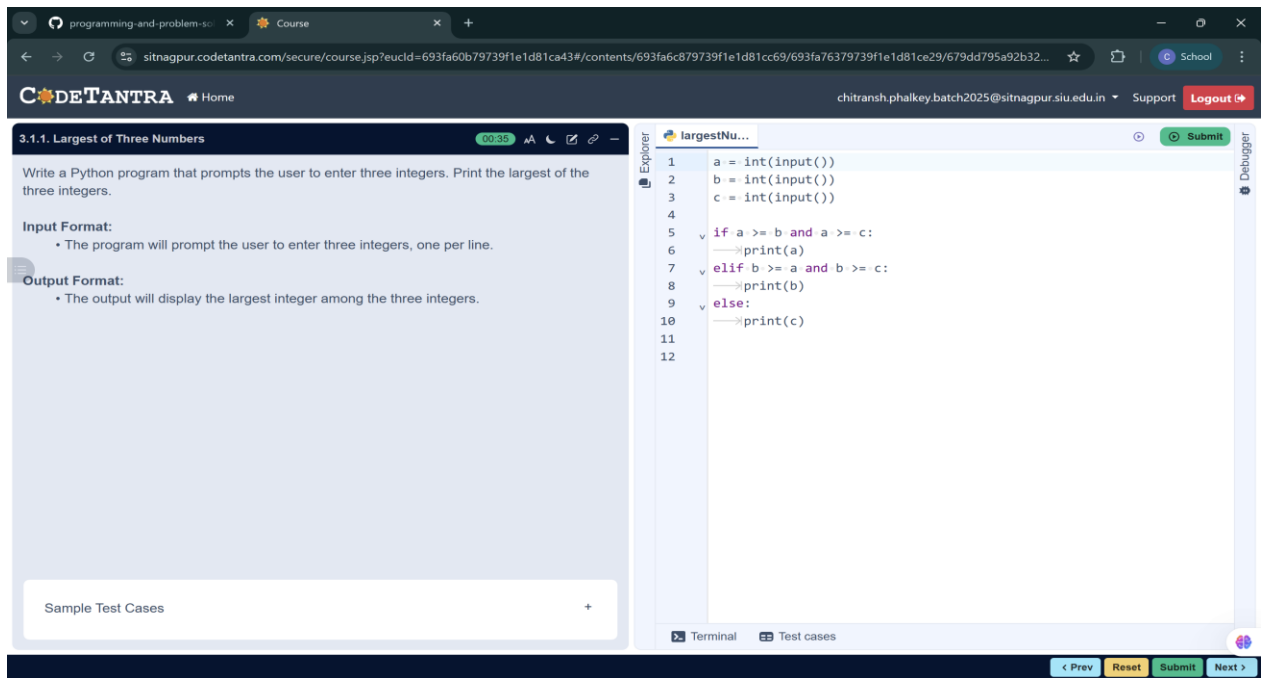 programming-and-problem-sol
Course
sitnagpur.codetantra.com/secure/course.jsp?eucId=693fa60b79739f1e1d81ca43#/contents/693fa6c879739f1e1d81cc69/693fa76379739f1e1d81ce29/679dd795a92b32...
C School
CODETANTRA Home
chitransh.phalkey.batch2025@sitnagpur.siu.edu.in Support Logout
3.1.1. Largest of Three Numbers
00:35 AA
Write a Python program that prompts the user to enter three integers. Print the largest of the
three integers.
Input Format:
• The program will prompt the user to enter three integers, one per line.
Output Format:
• The output will display the largest integer among the three integers.
Sample Test Cases +
Explorer
largestNu...
Submit
Debugger
1 a = int(input())
2 b = int(input())
3 c = int(input())
4
5 if a >= b and a >= c:
6 print(a)
7 elif b >= a and b >= c:
8 print(b)
9 else:
10 print(c)
11
12
Terminal Test cases
< Prev Reset Submit Next >